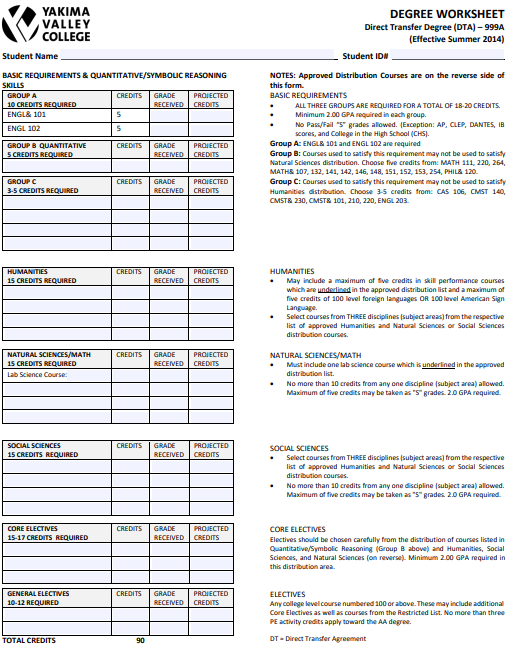 YAKIMA
VALLEY
COLLEGE
DEGREE WORKSHEET
Direct Transfer Degree (DTA) – 999A
(Effective Summer 2014)
Student Name
Student ID#
BASIC REQUIREMENTS & QUANTITATIVE/SYMBOLIC REASONING
SKILLS
GROUP A
10 CREDITS REQUIRED
CREDITS
GRADE
RECEIVED
PROJECTED
CREDITS
ENGL& 101
5
ENGL 102
5
GROUP B QUANTITATIVE
5 CREDITS REQUIRED
CREDITS
GRADE
RECEIVED
PROJECTED
CREDITS
GROUP C
3-5 CREDITS REQUIRED
CREDITS
GRADE
RECEIVED
PROJECTED
CREDITS
NOTES: Approved Distribution Courses are on the reverse side of
this form.
BASIC REQUIREMENTS
• ALL THREE GROUPS ARE REQUIRED FOR A TOTAL OF 18-20 CREDITS.
• Minimum 2.00 GPA required in each group.
• No Pass/Fail "S" grades allowed. (Exception: AP, CLEP, DANTES, IB
scores, and College in the High School (CHS).
Group A: ENGL& 101 and ENGL 102 are required
Group B: Courses used to satisfy this requirement may not be used to satisfy
Natural Sciences distribution. Choose five credits from: MATH 111, 220, 264,
MATH& 107, 132, 141, 142, 146, 148, 151, 152, 153, 254, PHIL& 120.
Group C: Courses used to satisfy this requirement may not be used to satisfy
Humanities distribution. Choose 3-5 credits from: CAS 106, CMST 140,
CMST& 230, CMST& 101, 210, 220, ENGL 203.
HUMANITIES
15 CREDITS REQUIRED
CREDITS
GRADE
RECEIVED
PROJECTED
CREDITS
HUMANITIES
• May include a maximum of five credits in skill performance courses
which are underlined in the approved distribution list and a maximum of
five credits of 100 level foreign languages OR 100 level American Sign
Language.
• Select courses from THREE disciplines (subject areas) from the respective
list of approved Humanities and Natural Sciences or Social Sciences
distribution courses.
NATURAL SCIENCES/MATH
15 CREDITS REQUIRED
CREDITS
GRADE
RECEIVED
PROJECTED
CREDITS
Lab Science Course:
NATURAL SCIENCES/MATH
• Must include one lab science course which is underlined in the approved
distribution list.
• No more than 10 credits from any one discipline (subject area) allowed.
Maximum of five credits may be taken as "S" grades. 2.0 GPA required.
SOCIAL SCIENCES
15 CREDITS REQUIRED
CREDITS
GRADE
RECEIVED
PROJECTED
CREDITS
SOCIAL SCIENCES
• Select courses from THREE disciplines (subject areas) from the respective
list of approved Humanities and Natural Sciences or Social Sciences
distribution courses.
• No more than 10 credits from any one discipline (subject area) allowed.
Maximum of five credits may be taken as "S" grades. 2.0 GPA required.
CORE ELECTIVES
15-17 CREDITS REQUIRED
CREDITS
GRADE
RECEIVED
PROJECTED
CREDITS
CORE ELECTIVES
Electives should be chosen carefully from the distribution of courses listed in
Quantitative/Symbolic Reasoning (Group B above) and Humanities, Social
Sciences, and Natural Sciences (on reverse). Minimum 2.00 GPA required in
this distribution area.
GENERAL ELECTIVES
10-12 REQUIRED
CREDITS
GRADE
RECEIVED
PROJECTED
CREDITS
ELECTIVES
Any college level course numbered 100 or above. These may include additional
Core Electives as well as courses from the Restricted List. No more than three
PE activity credits apply toward the AA degree.
TOTAL CREDITS 90
DT = Direct Transfer Agreement